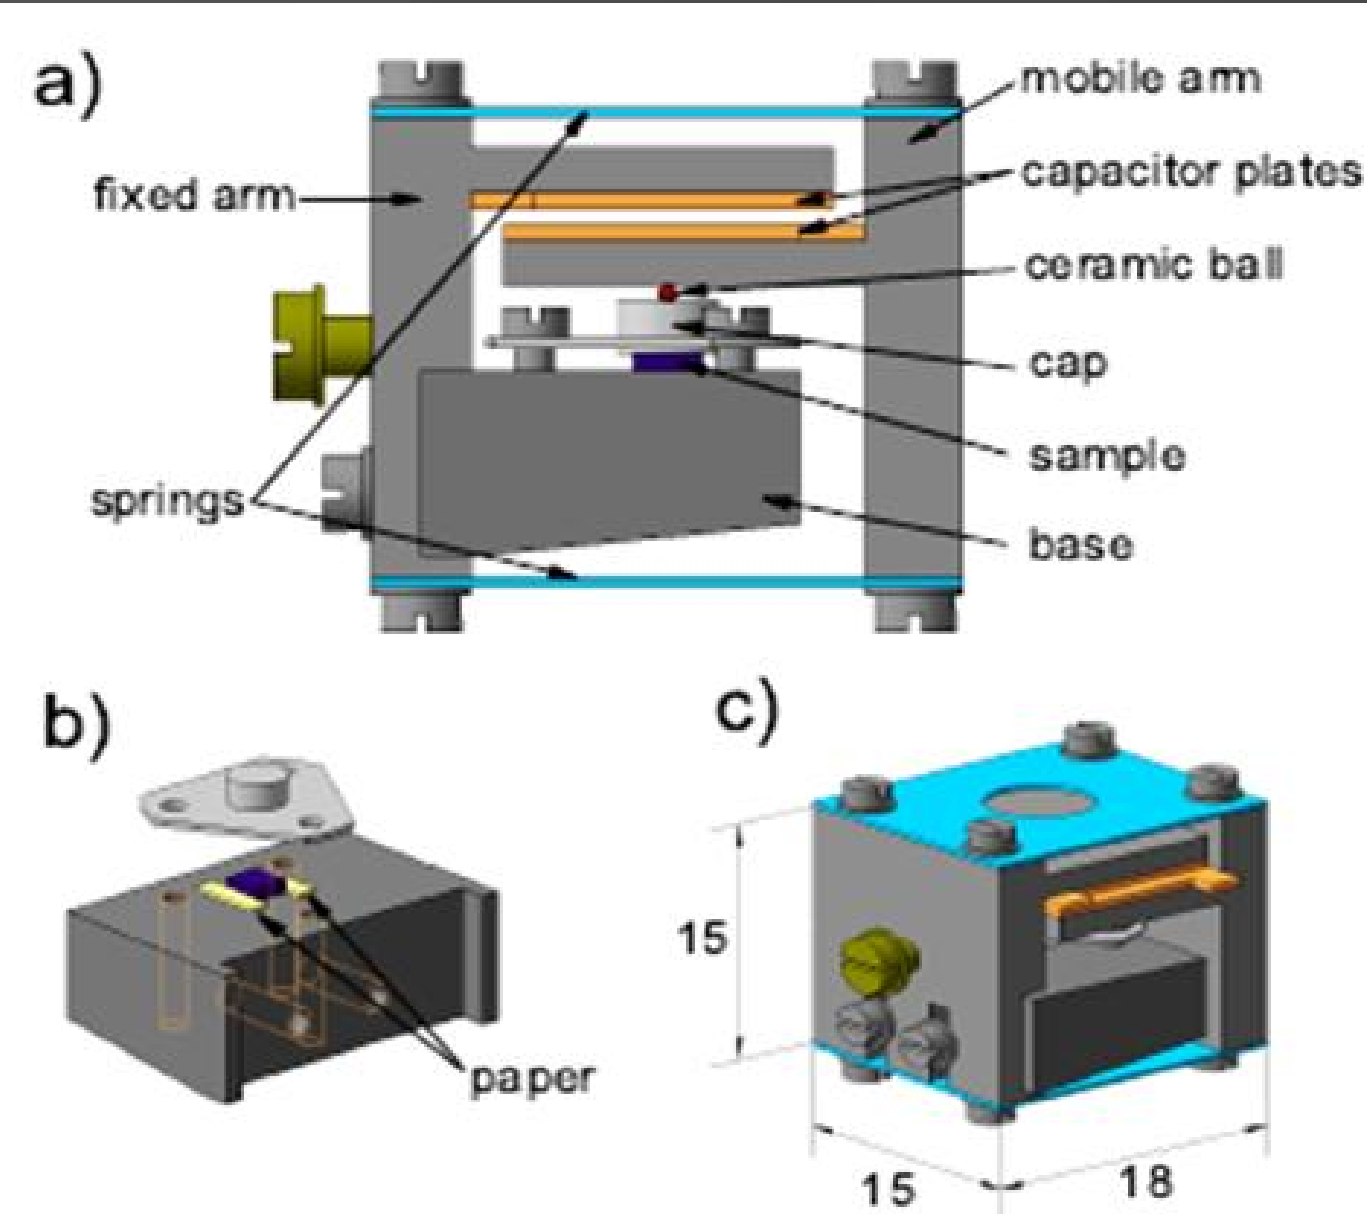 a)
mobile arm
fixed arm
capacitor plates
ceramic ball
cap
sample
springs
base
b)
c)
paper
15
15
18